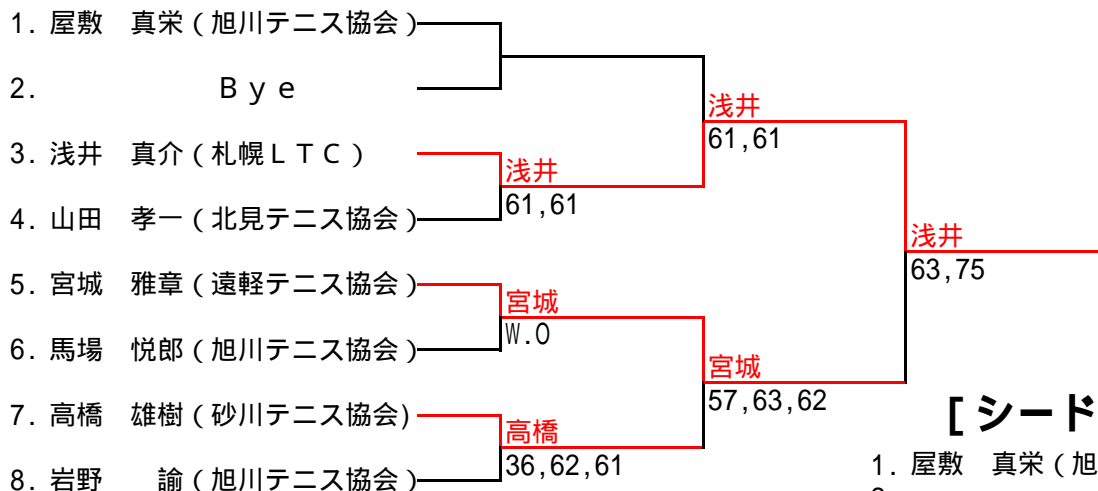 1. 屋敷　真栄(旭川テニス協会)
2.　　　　Ｂｙｅ
浅井
61,61
3. 浅井　真介(札幌ＬＴＣ)
浅井
61,61
4. 山田　孝一(北見テニス協会)
浅井
63,75
5. 宮城　雅章(遠軽テニス協会)
宮城
W.O
6. 馬場　悦郎(旭川テニス協会)
宮城
57,63,62
7. 高橋　雄樹(砂川テニス協会)
高橋
36,62,61
8. 岩野　　諭(旭川テニス協会)
[シード
1. 屋敷　真栄(旭